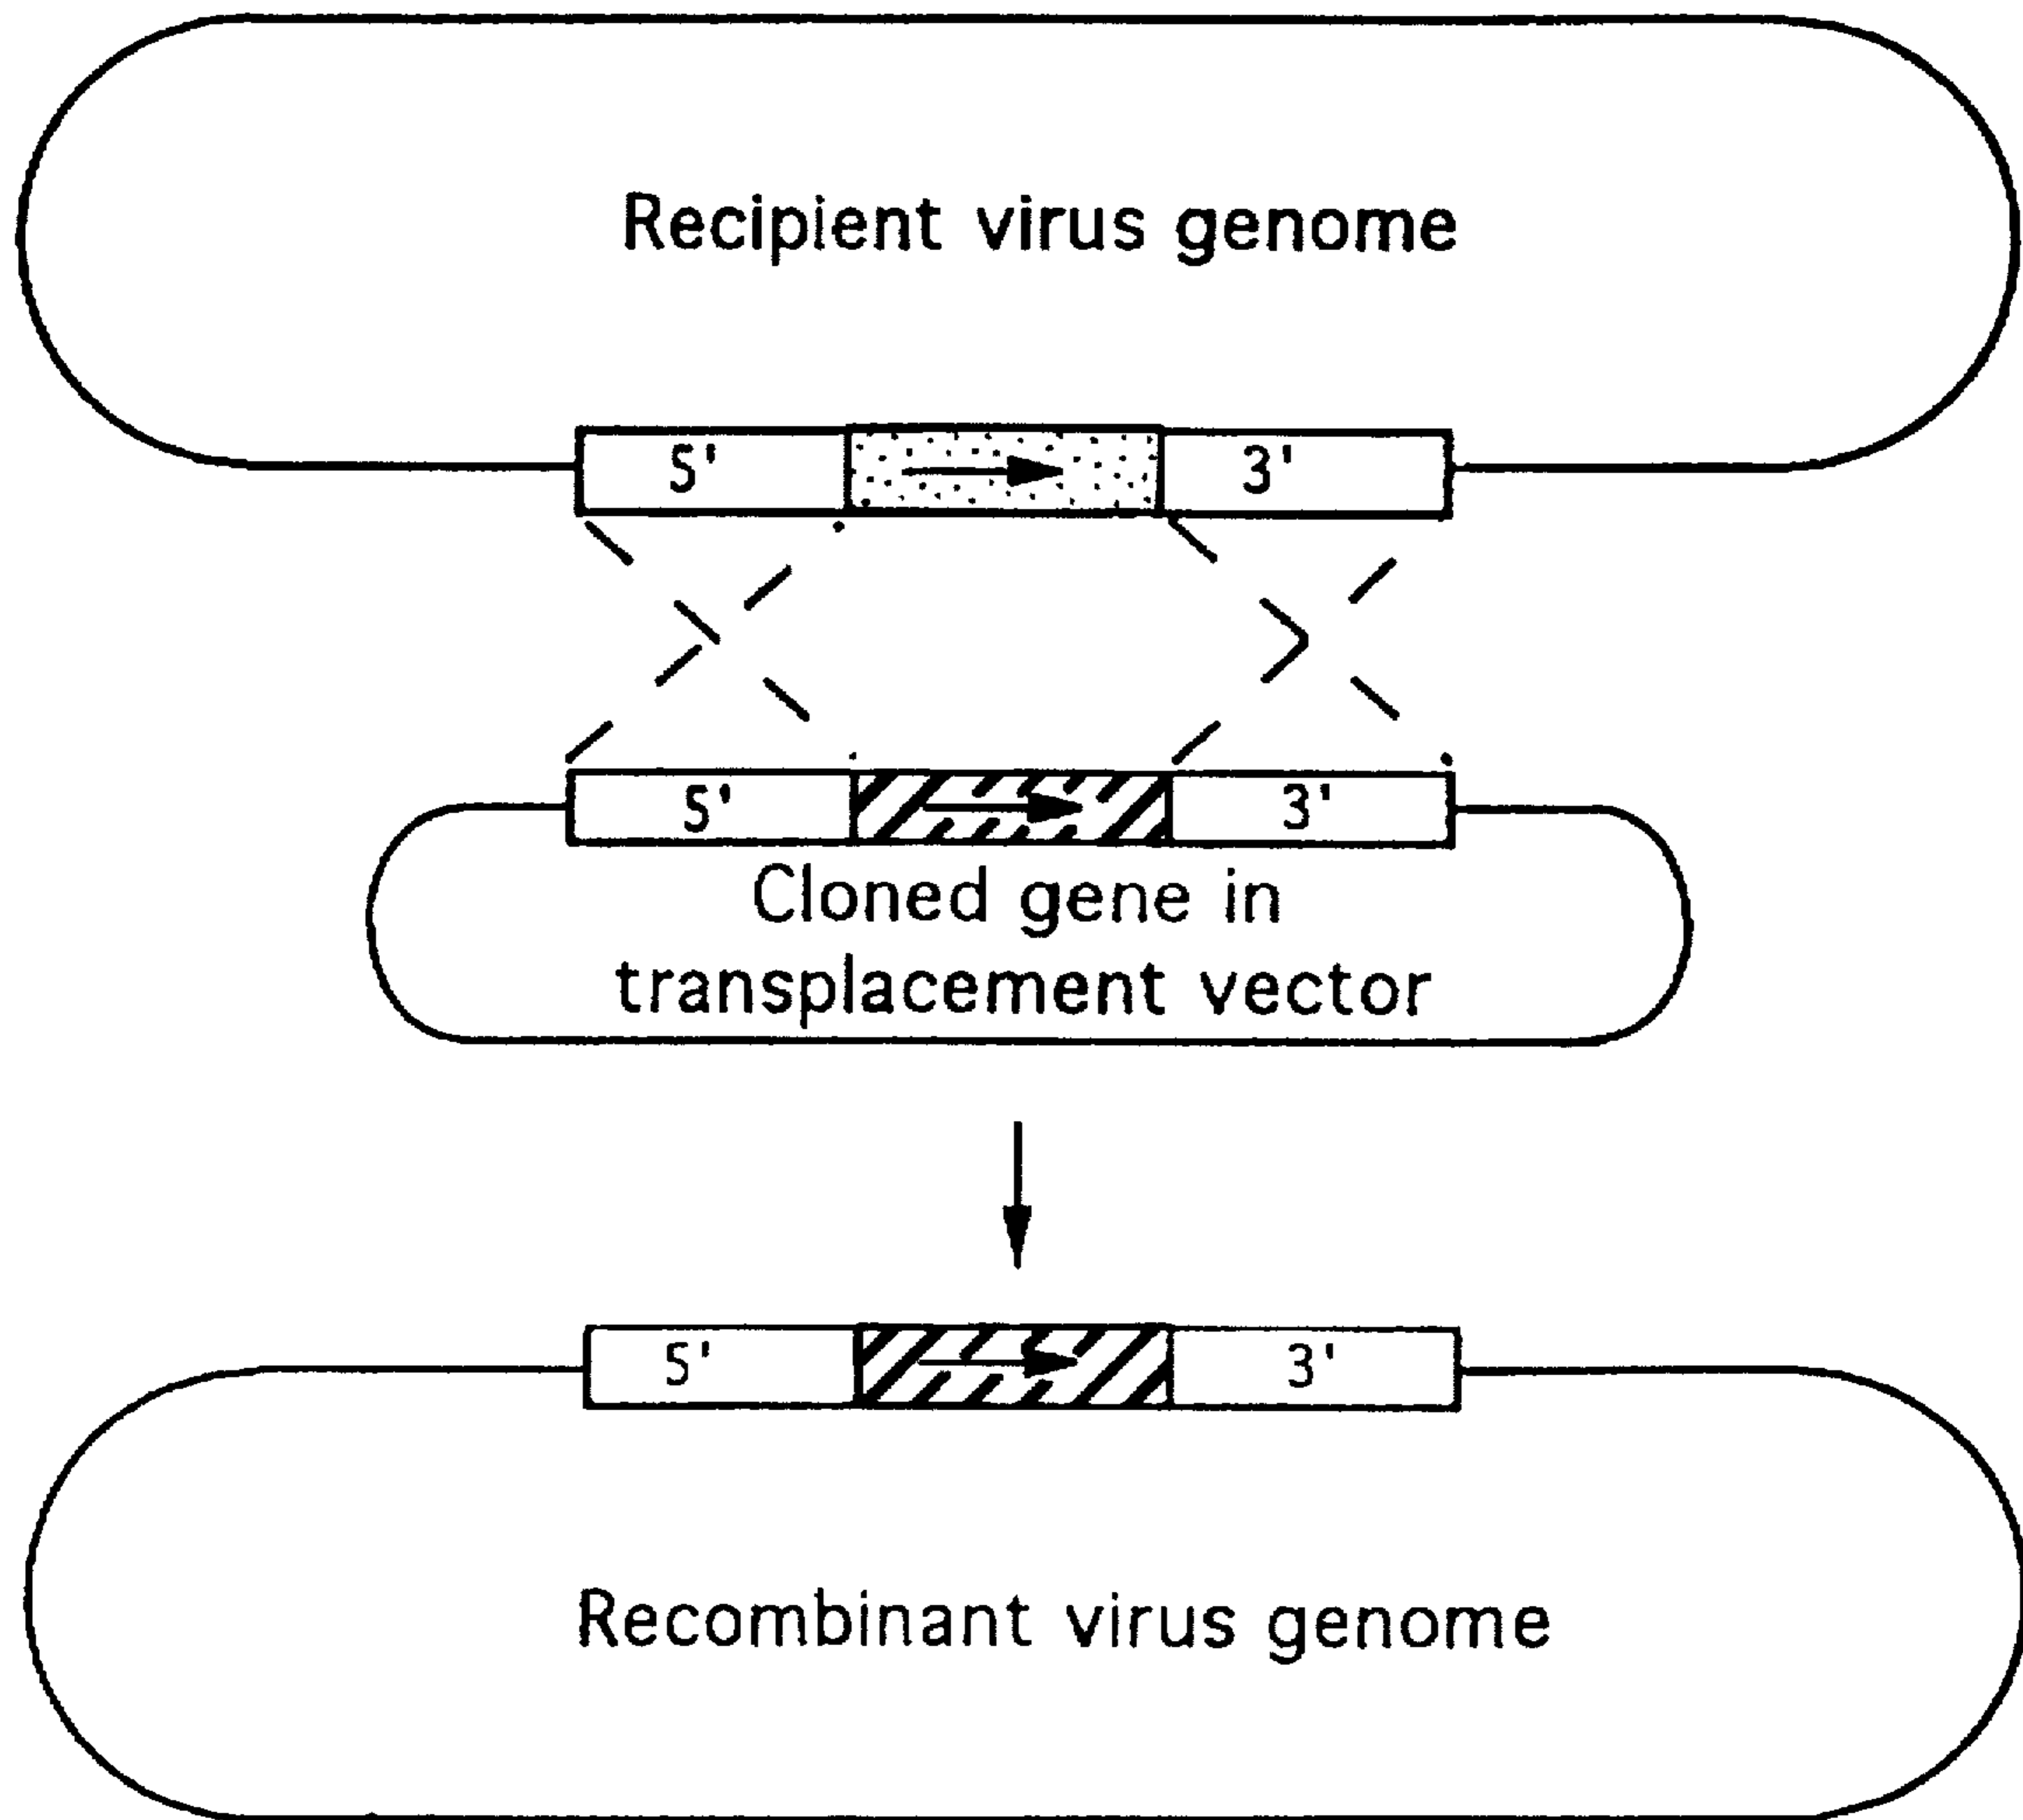 Recipient virus genome
5' 3'
5' 3'
Cloned gene in
transplacement vector
5' 3'
Recombinant virus genome